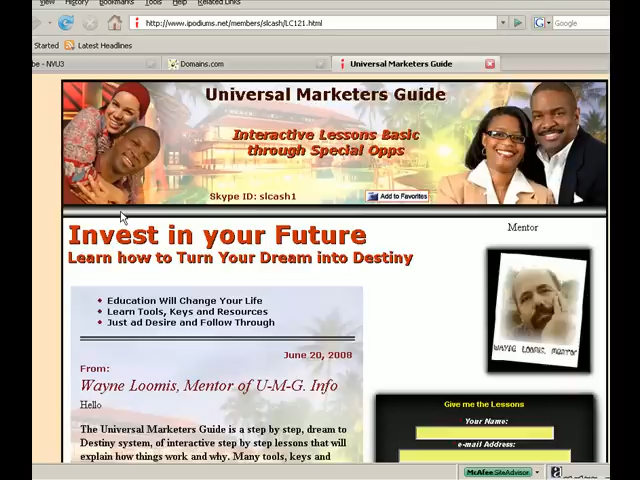 View History Bookmarks Tools Help Related Links
http://www.ipodiums.net/members/slcash/LC121.html
Google
Started Latest Headlines
be - NVU3
Domains.com
Universal Marketers Guide
Universal Marketers Guide
Interactive Lessons Basic
through Special Opps
Skype ID: slcash1
Add to Favorites
Invest in your Future
Learn how to Turn Your Dream into Destiny
Mentor
WAYNE LOOMIS, MENTOR
Education Will Change Your Life
Learn Tools, Keys and Resources
Just ad Desire and Follow Through
June 20, 2008
From:
Wayne Loomis, Mentor of U-M-G. Info
Hello
The Universal Marketers Guide is a step by step, dream to
Destiny system, of interactive step by step lessons that will
explain how things work and why. Many tools, keys and
Give me the Lessons
Your Name:
e-mail Address:
McAfee SiteAdvisor